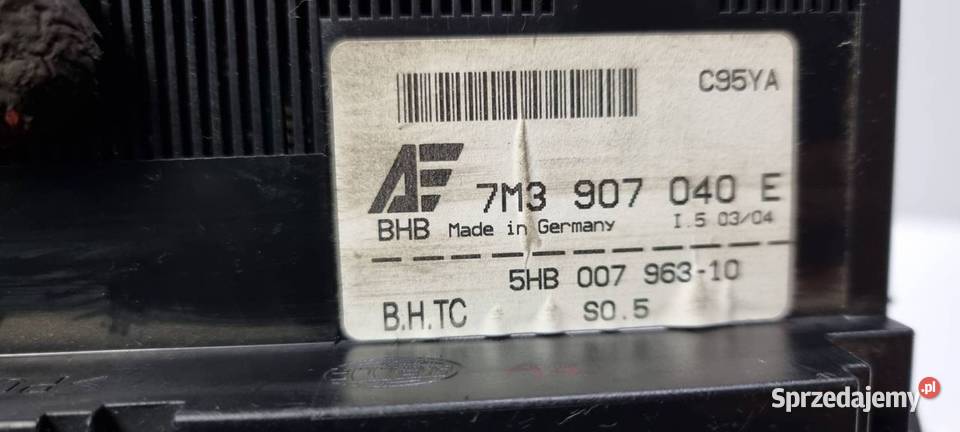 C95YA
AE
7M3 907 040 E
BHB Made in Germany I.5 03/04
5HB 007 963-10
B.H.TC SO.5
Sprzedajemy.pl